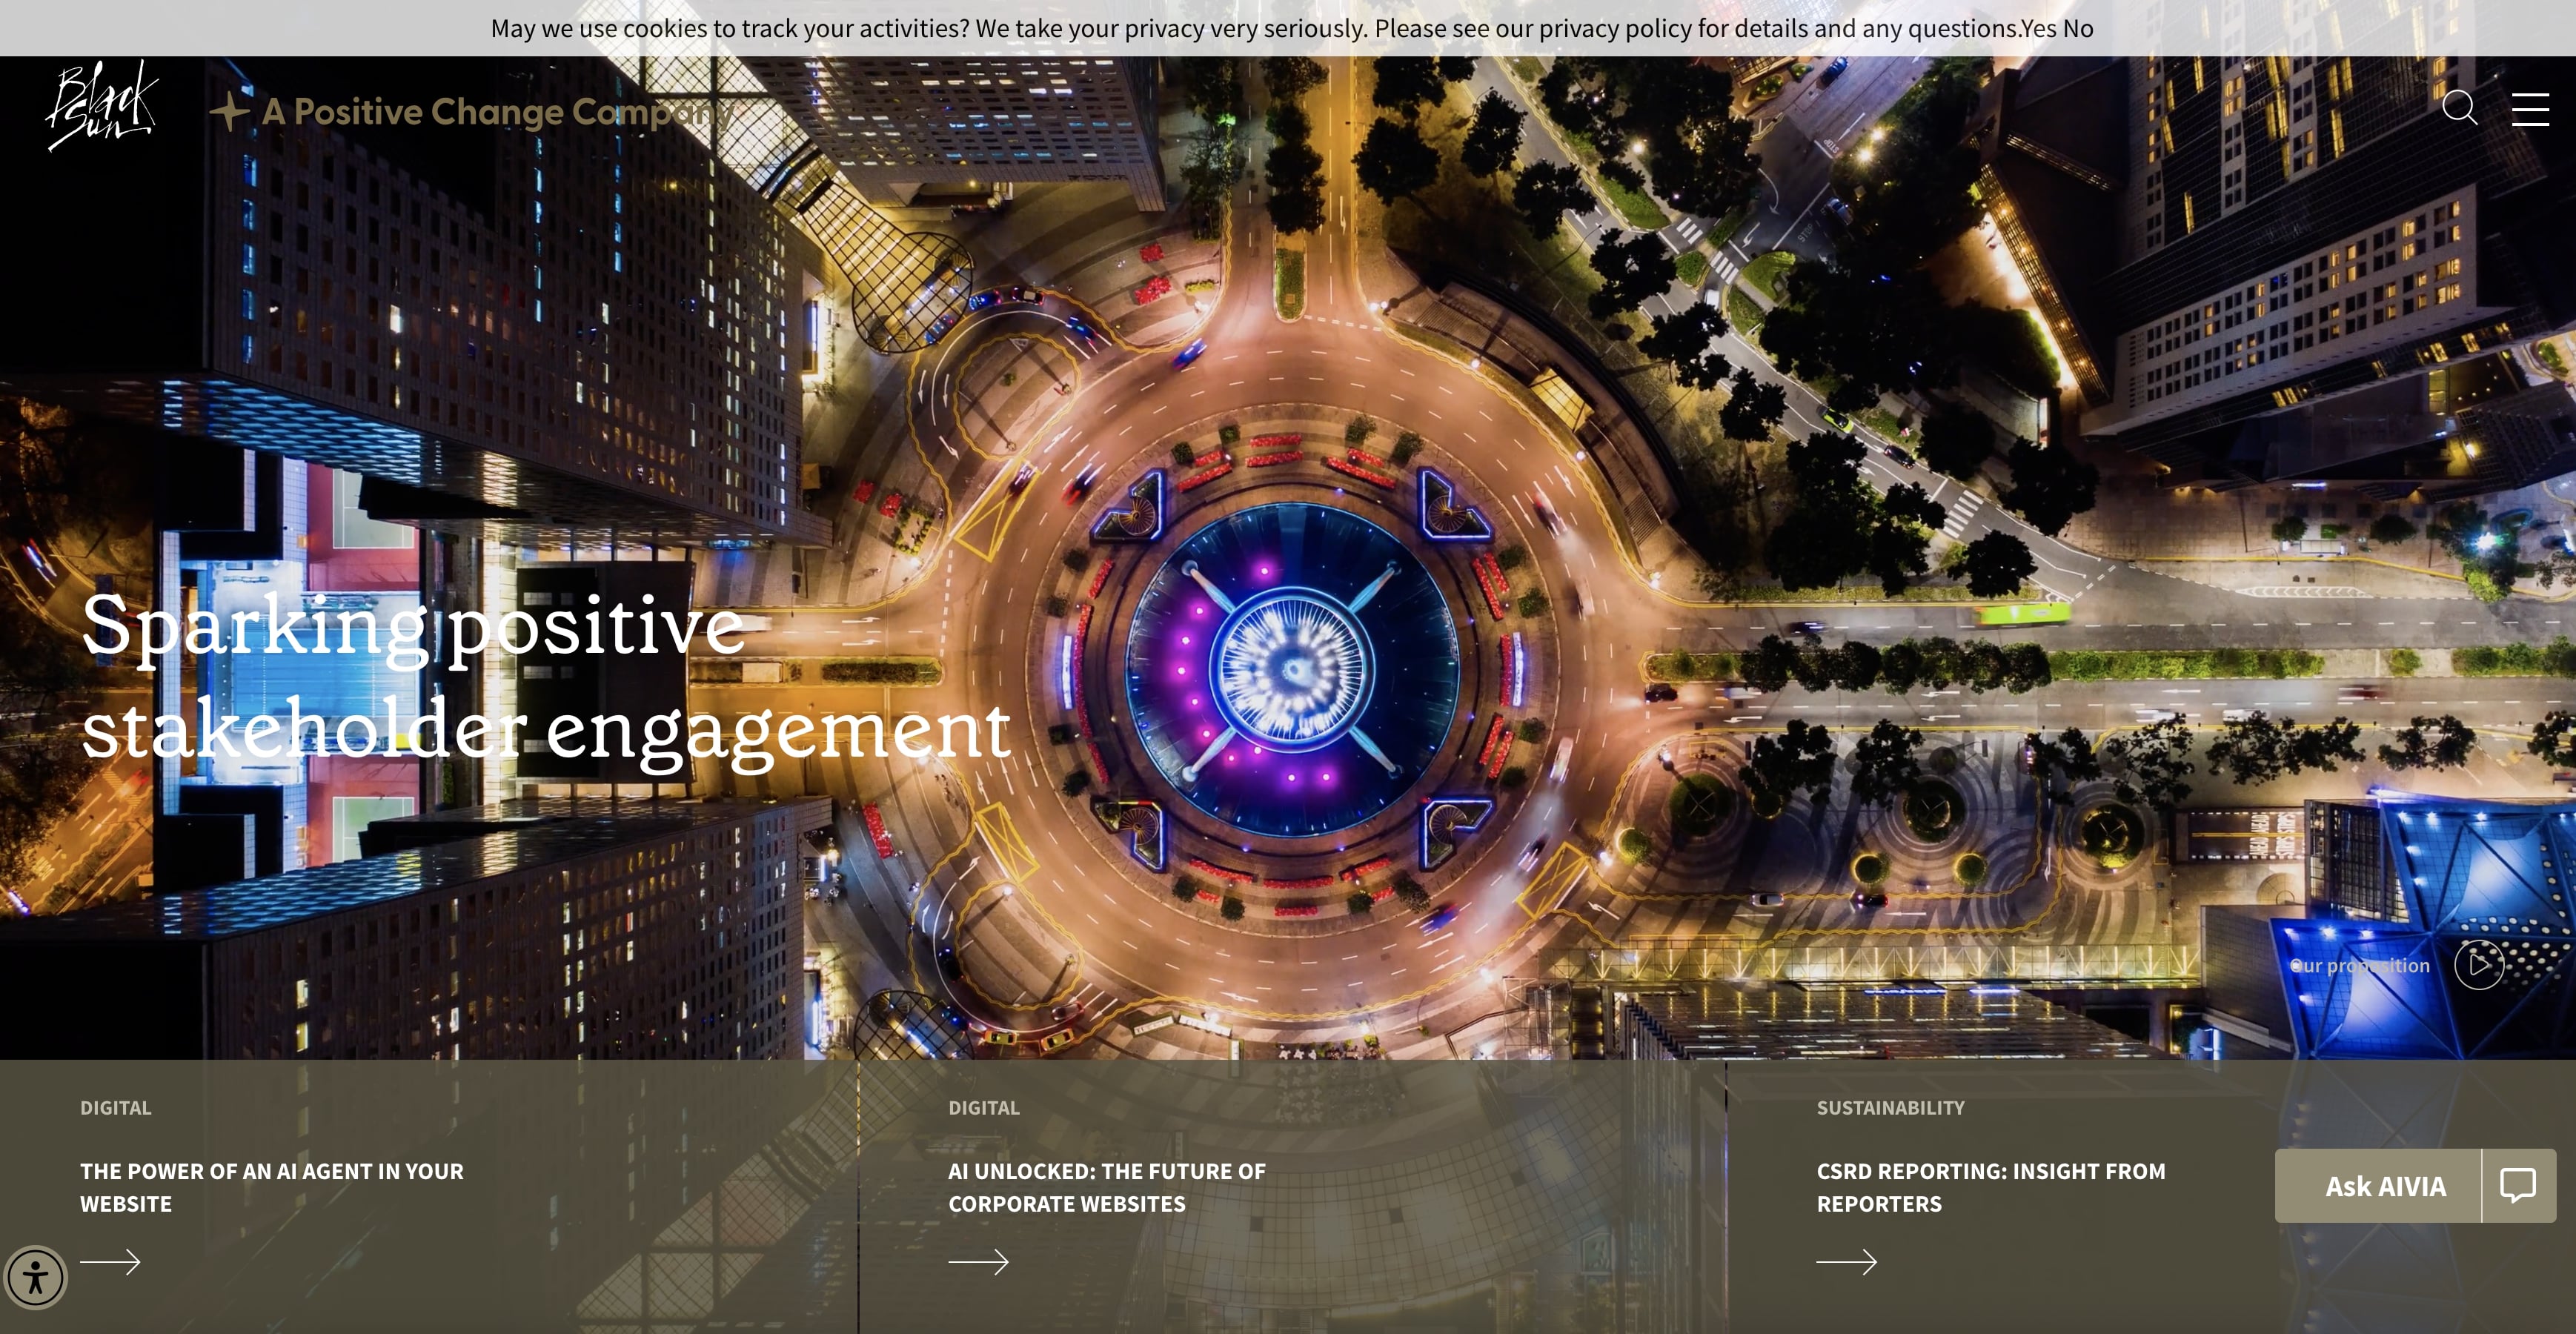 May we use cookies to track your activities? We take your privacy very seriously. Please see our privacy policy for details and any questions.Yes No
Black
Sun
A Positive Change Company
Sparking positive
stakeholder engagement
Our proposition
DIGITAL
THE POWER OF AN AI AGENT IN YOUR
WEBSITE
DIGITAL
AI UNLOCKED: THE FUTURE OF
CORPORATE WEBSITES
SUSTAINABILITY
CSRD REPORTING: INSIGHT FROM
REPORTERS
Ask AIVIA